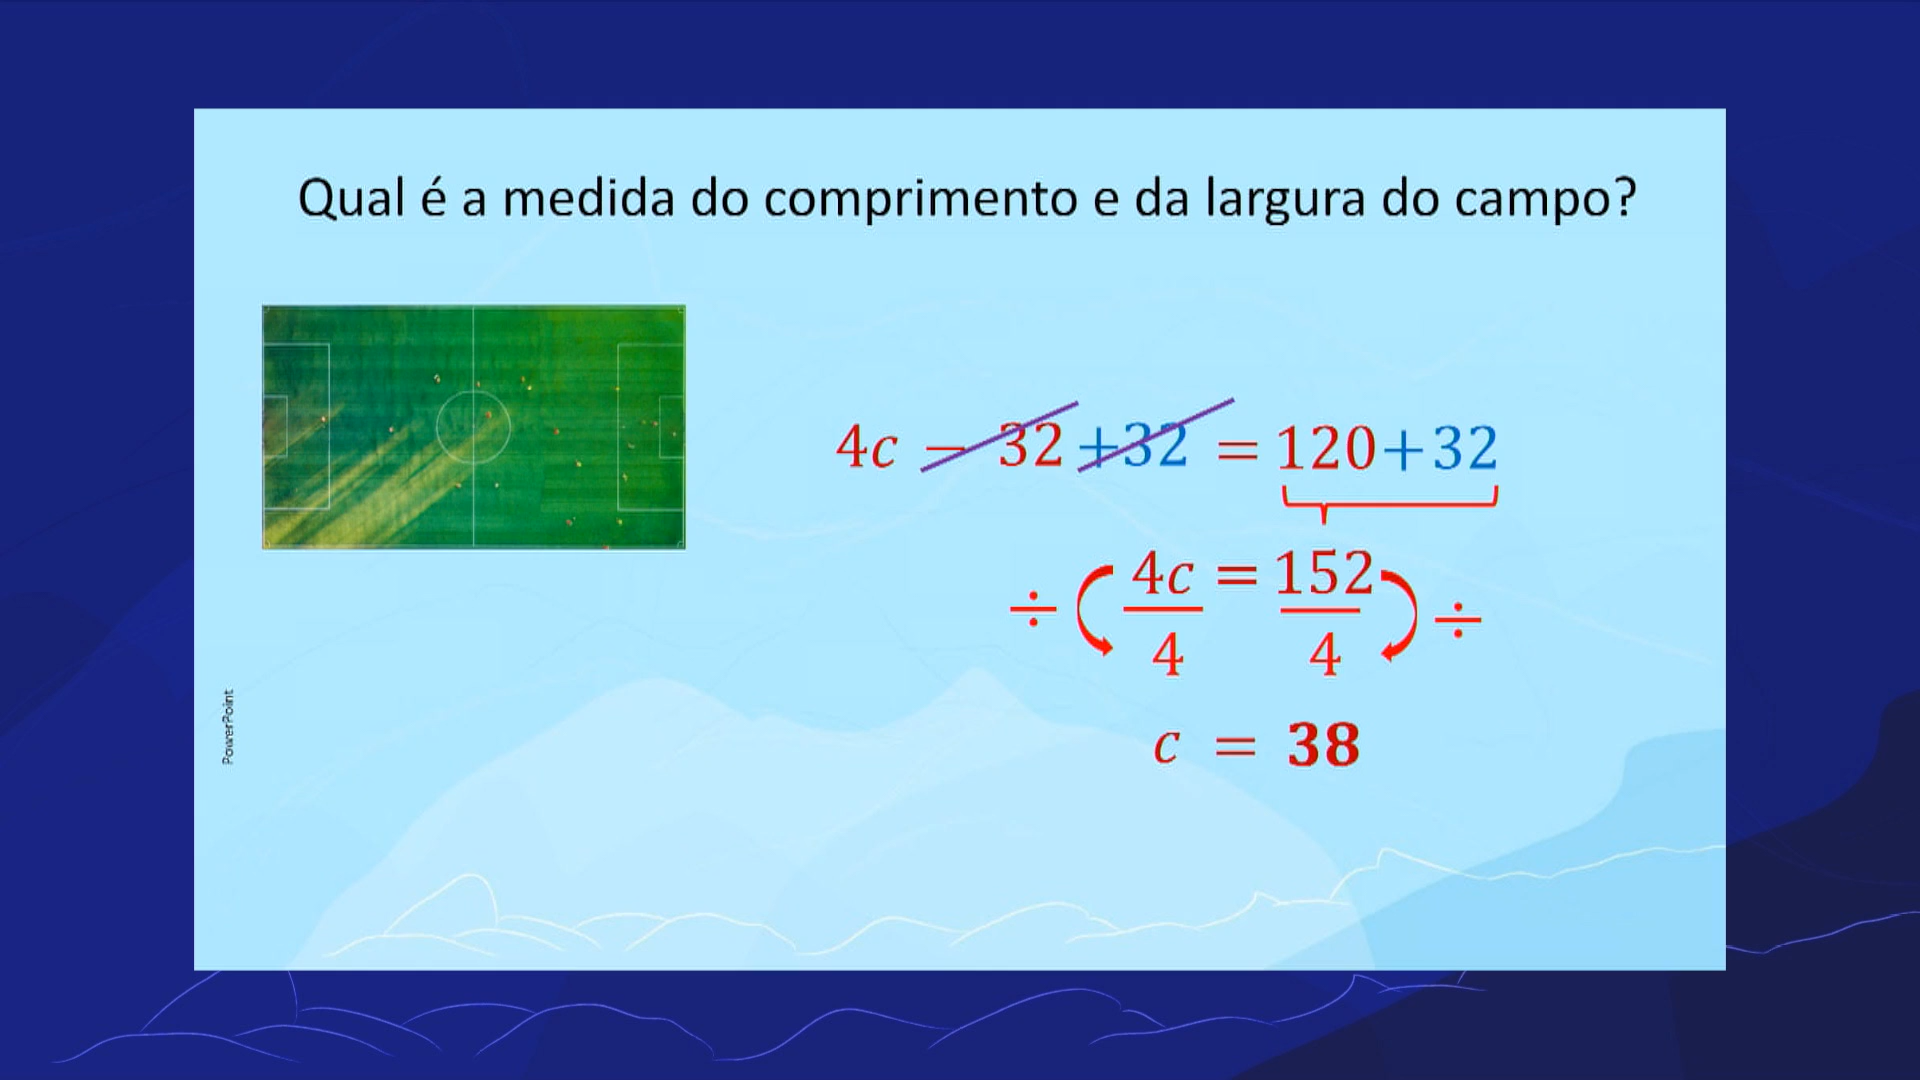 Qual é a medida do comprimento e da largura do campo?
4c − 32 +32 = 120+32
÷ 4c = 152 ÷
4 4
c = 38
PowerPoint